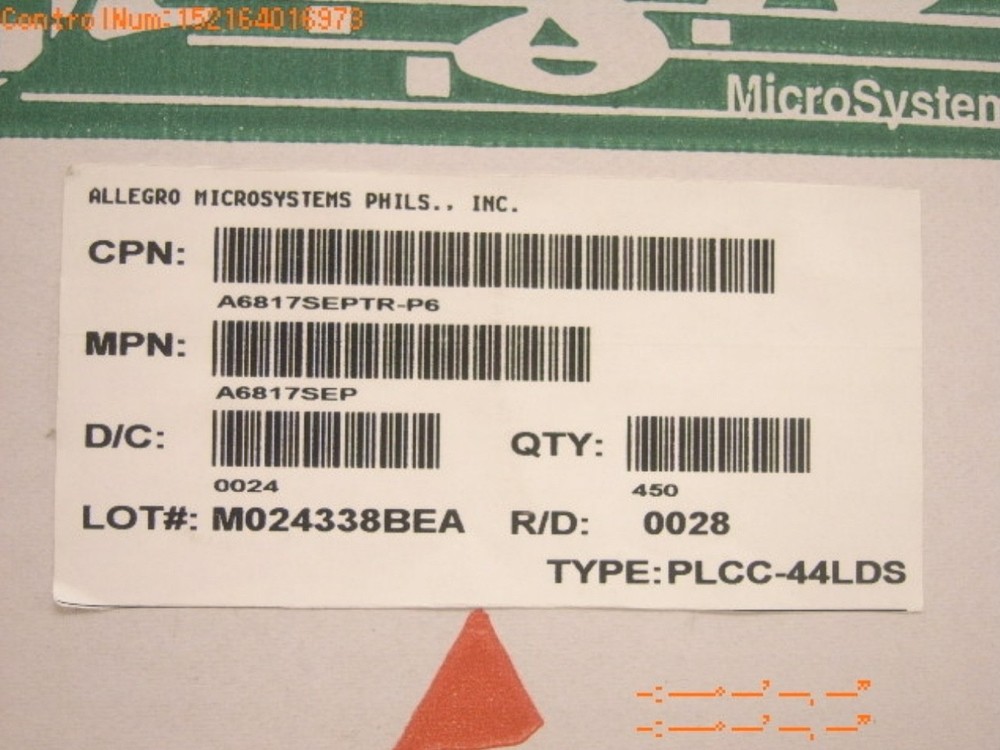 ControlNum:152164016973
MicroSystem
ALLEGRO MICROSYSTEMS PHILS.. INC.
CPN:
A6817SEPTR-P6
MPN:
A6817SEP
D/C:
0024
QTY:
450
LOT#: M024338BEA R/D: 0028
TYPE:PLCC-44LDS